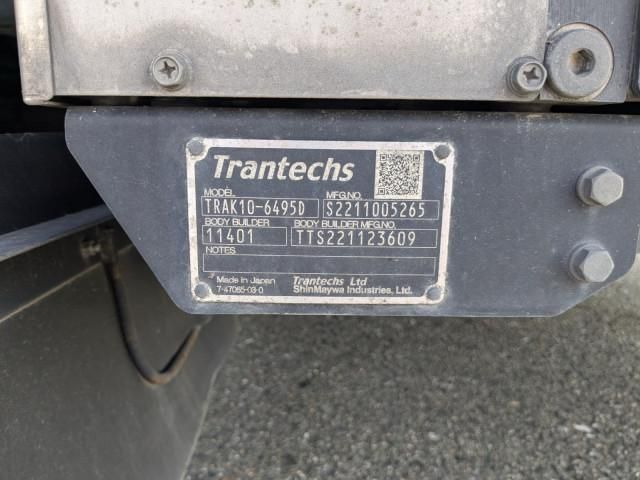 Trantechs
MODEL MFG.NO.
TRAK10-6495D S2211005265
BODY BUILDER BODY BUILDER MFG.NO.
11401 TTS221123609
NOTES
Made in Japan Trantechs Ltd
7-47065-03-0 ShinMaywa Industries, Ltd.